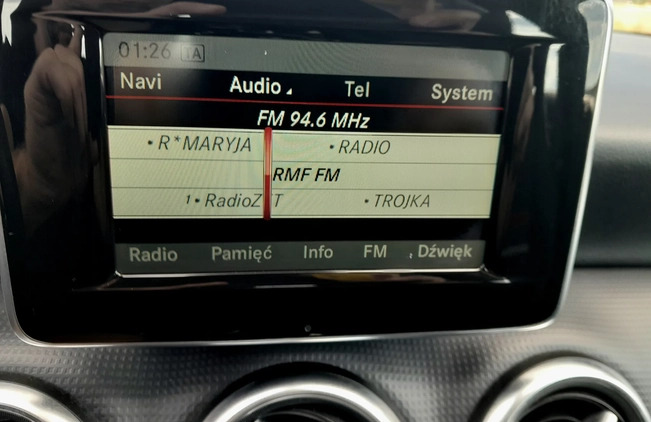 01:26 TA
Navi Audio Tel System
FM 94.6 MHz
• R*MARYJA • RADIO
RMF FM
1• RadioZ T • TROJKA
Radio Pamięć Info FM Dźwięk